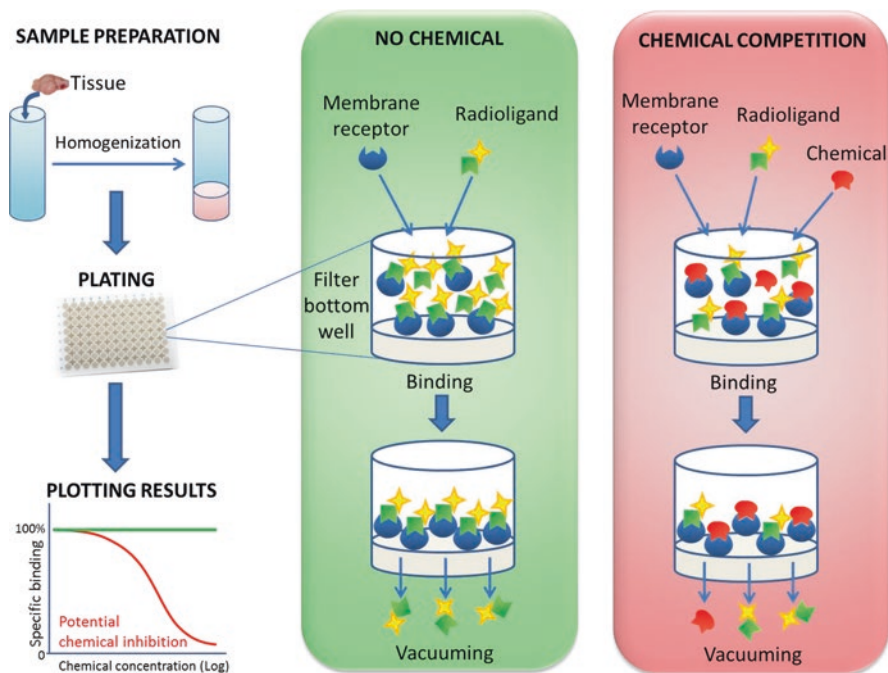 SAMPLE PREPARATION
Tissue
Homogenization
PLATING
PLOTTING RESULTS
100%
Specific binding
0
Potential
chemical inhibition
Chemical concentration (Log)
NO CHEMICAL
Membrane
receptor
Radioligand
Filter
bottom
well
Binding
Vacuuming
CHEMICAL COMPETITION
Membrane
receptor
Radioligand
Chemical
Binding
Vacuuming